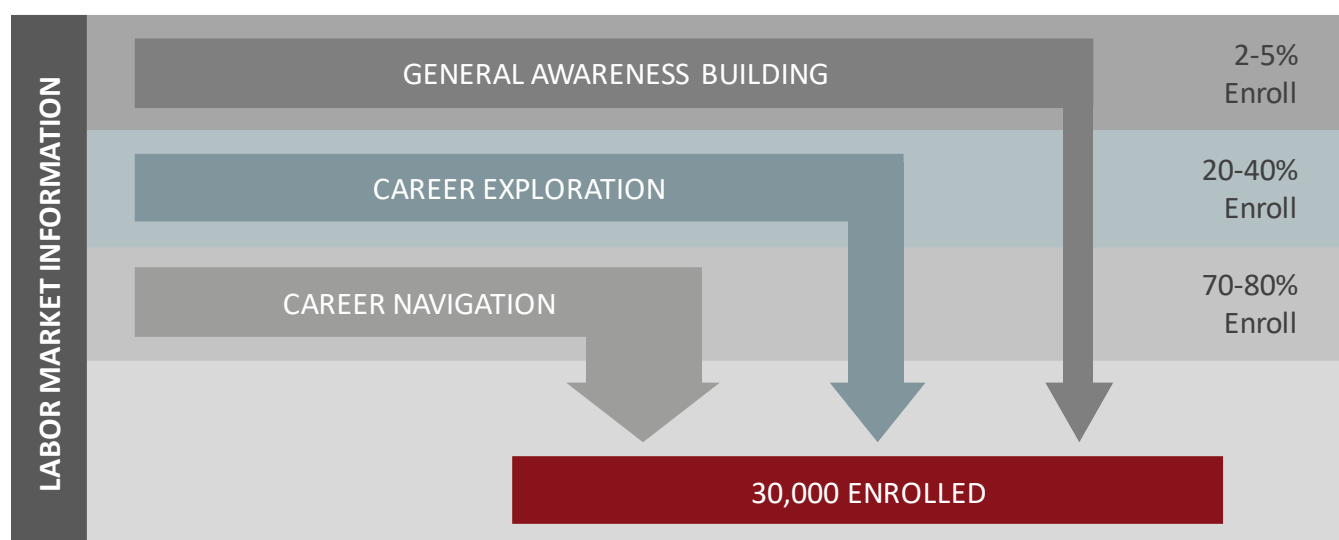 LABOR MARKET INFORMATION
GENERAL AWARENESS BUILDING
2-5%
Enroll
CAREER EXPLORATION
20-40%
Enroll
CAREER NAVIGATION
70-80%
Enroll
30,000 ENROLLED